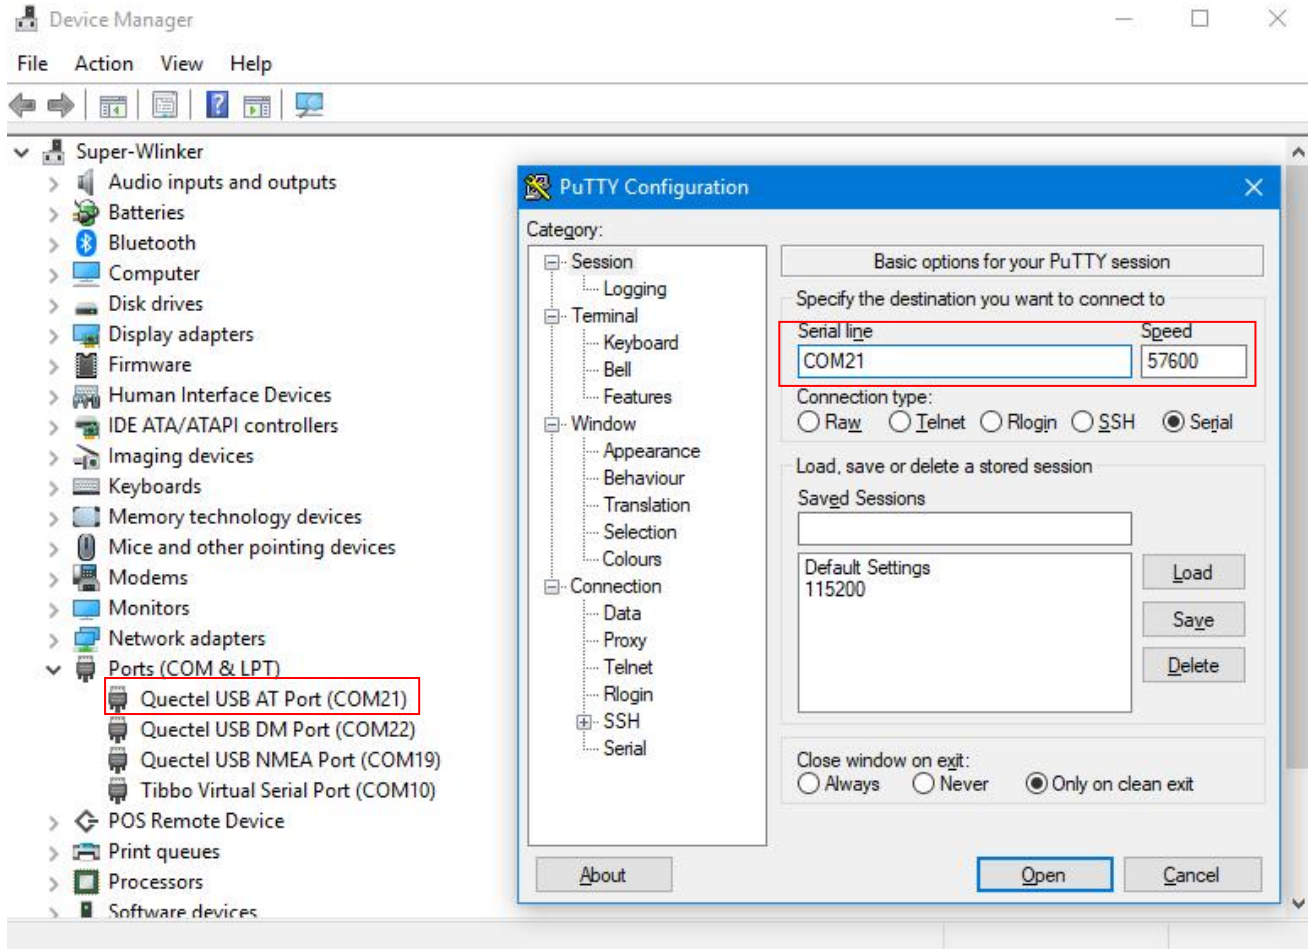 Device Manager
File Action View Help
Super-Wlinker
Audio inputs and outputs
Batteries
Bluetooth
Computer
Disk drives
Display adapters
Firmware
Human Interface Devices
IDE ATA/ATAPI controllers
Imaging devices
Keyboards
Memory technology devices
Mice and other pointing devices
Modems
Monitors
Network adapters
Ports (COM & LPT)
Quectel USB AT Port (COM21)
Quectel USB DM Port (COM22)
Quectel USB NMEA Port (COM19)
Tibbo Virtual Serial Port (COM10)
POS Remote Device
Print queues
Processors
Software devices
PuTTY Configuration
Category:
Session
Logging
Terminal
Keyboard
Bell
Features
Window
Appearance
Behaviour
Translation
Selection
Colours
Connection
Data
Proxy
Telnet
Rlogin
SSH
Serial
Basic options for your PuTTY session
Specify the destination you want to connect to
Serial line Speed
COM21 57600
Connection type:
Raw Telnet Rlogin SSH Serial
Load, save or delete a stored session
Saved Sessions
Default Settings
115200
Load
Save
Delete
Close window on exit:
Always Never Only on clean exit
About Open Cancel